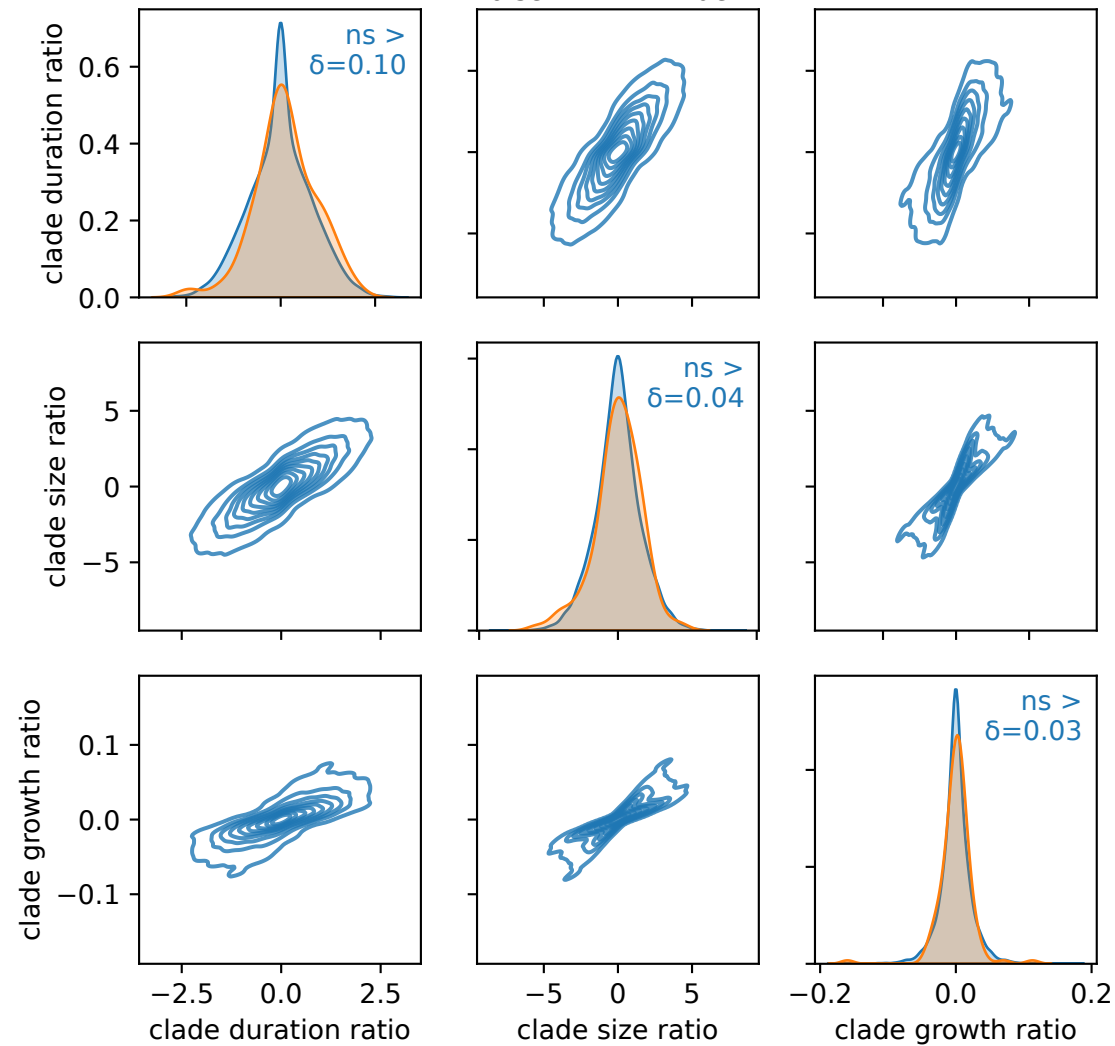 clade duration ratio
0.6
0.4
0.2
0.0
ns >
δ=0.10
clade size ratio
5
0
−5
ns >
δ=0.04
clade growth ratio
0.1
0.0
−0.1
ns >
δ=0.03
−2.5 0.0 2.5
−5 0 5
−0.2 0.0 0.2
clade duration ratio
clade size ratio
clade growth ratio